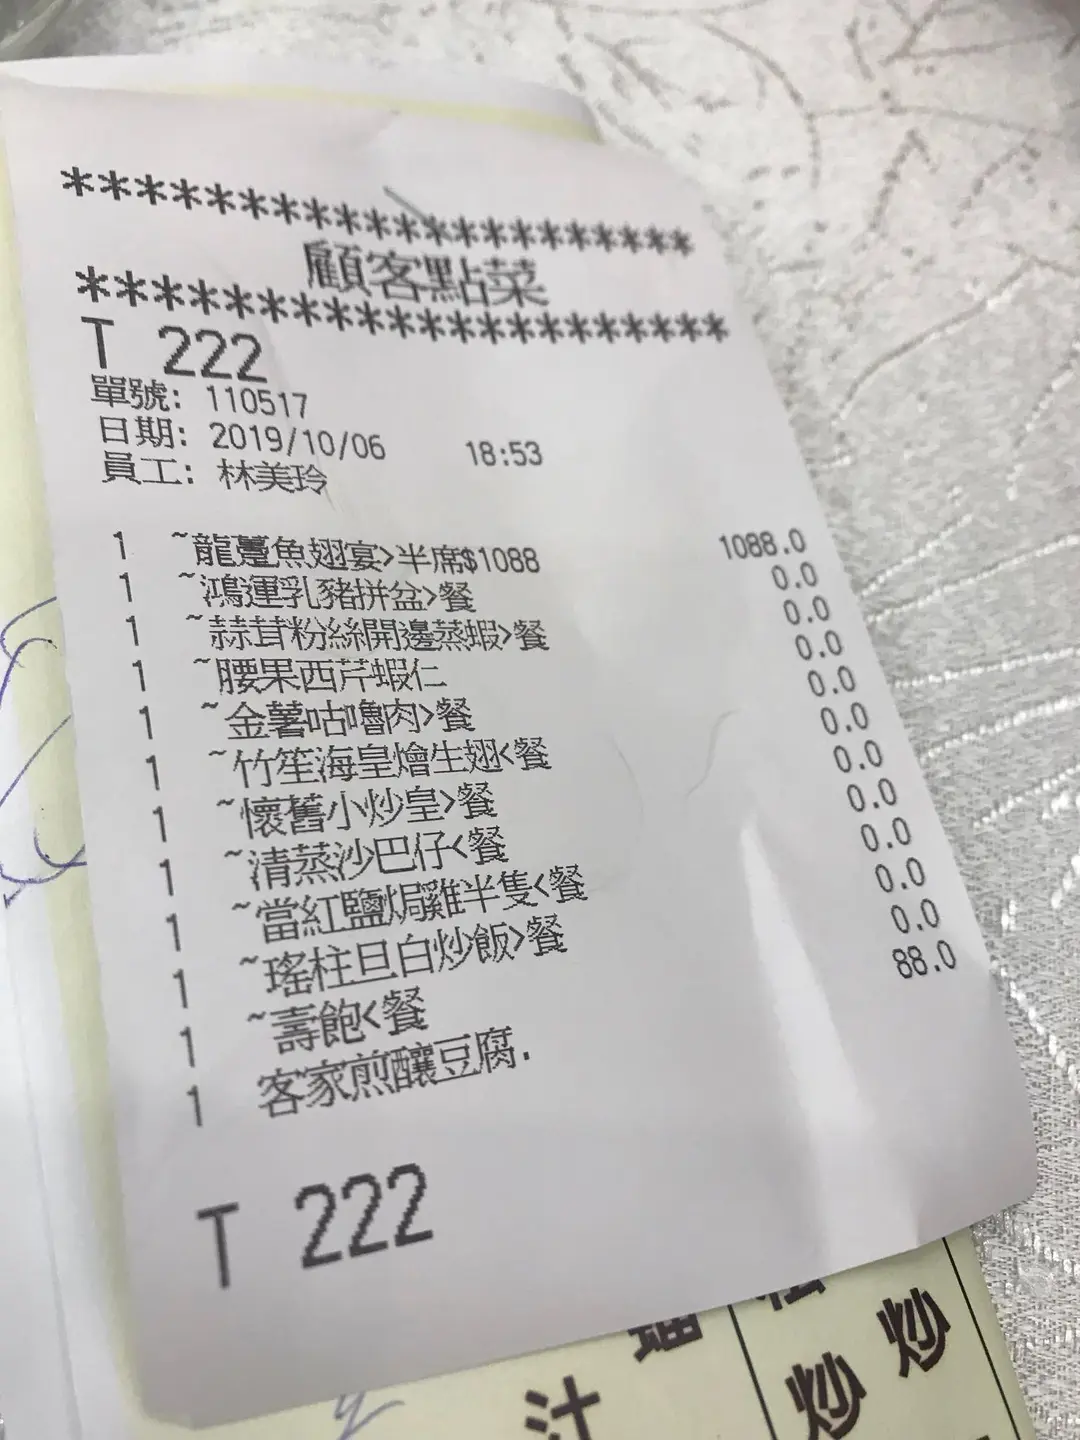 **********************
顧客點菜
**********************
T 222
單號: 110517
日期: 2019/10/06 18:53
員工: 林美玲
1 ~龍躉魚翅宴>半席$1088 1088.0
1 ~鴻運乳豬拼盆>餐 0.0
1 ~蒜茸粉絲開邊蒸蝦>餐 0.0
1 ~腰果西芹蝦仁 0.0
1 ~金薯咕嚕肉>餐 0.0
1 ~竹笙海皇燴生翅<餐 0.0
1 ~懷舊小炒皇>餐 0.0
1 ~清蒸沙巴仔<餐 0.0
1 ~當紅鹽焗雞半隻<餐 0.0
1 ~瑤柱旦白炒飯>餐 0.0
1 ~壽飽<餐 0.0
1 客家煎釀豆腐. 88.0
T 222
汁
炒
炒